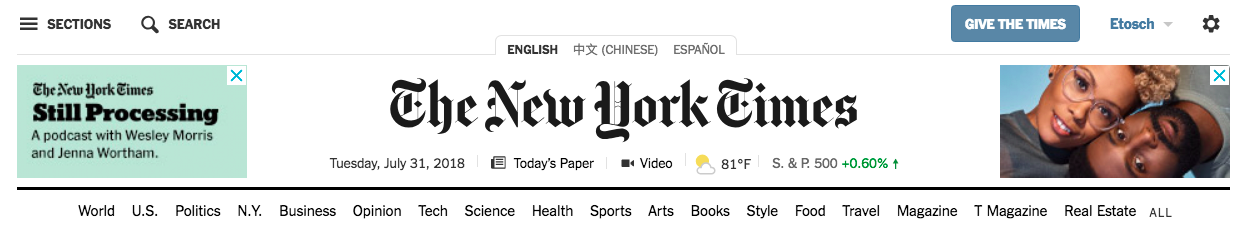 SECTIONS SEARCH GIVE THE TIMES Etosch
ENGLISH 中文 (CHINESE) ESPAÑOL
The New York Times
Still Processing
A podcast with Wesley Morris
and Jenna Wortham.
The New York Times
Tuesday, July 31, 2018 Today's Paper Video 81°F S. & P. 500 +0.60% ↑
World U.S. Politics N.Y. Business Opinion Tech Science Health Sports Arts Books Style Food Travel Magazine T Magazine Real Estate ALL